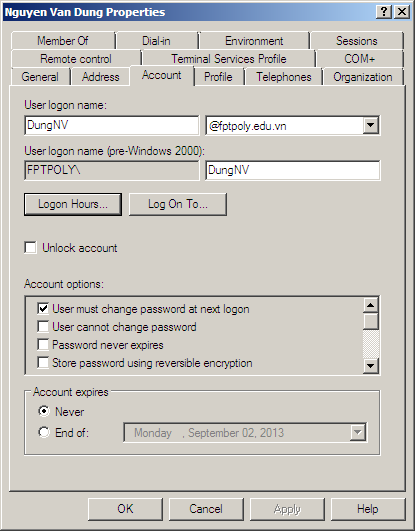 Nguyen Van Dung Properties
Member Of Dial-in Environment Sessions
Remote control Terminal Services Profile COM+
General Address Account Profile Telephones Organization
User logon name:
DungNV @fptpoly.edu.vn
User logon name (pre-Windows 2000):
FPTPOLY\ DungNV
Logon Hours... Log On To...
Unlock account
Account options:
User must change password at next logon
User cannot change password
Password never expires
Store password using reversible encryption
Account expires
Never
End of: Monday , September 02, 2013
OK Cancel Apply Help